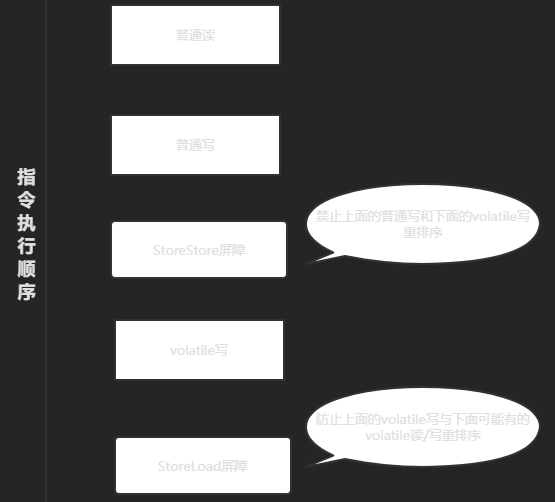 指令执行顺序
普通读
普通写
StoreStore屏障
禁止上面的普通写和下面的volatile写
重排序
volatile写
StoreLoad屏障
防止上面的volatile写与下面可能有的
volatile读/写重排序